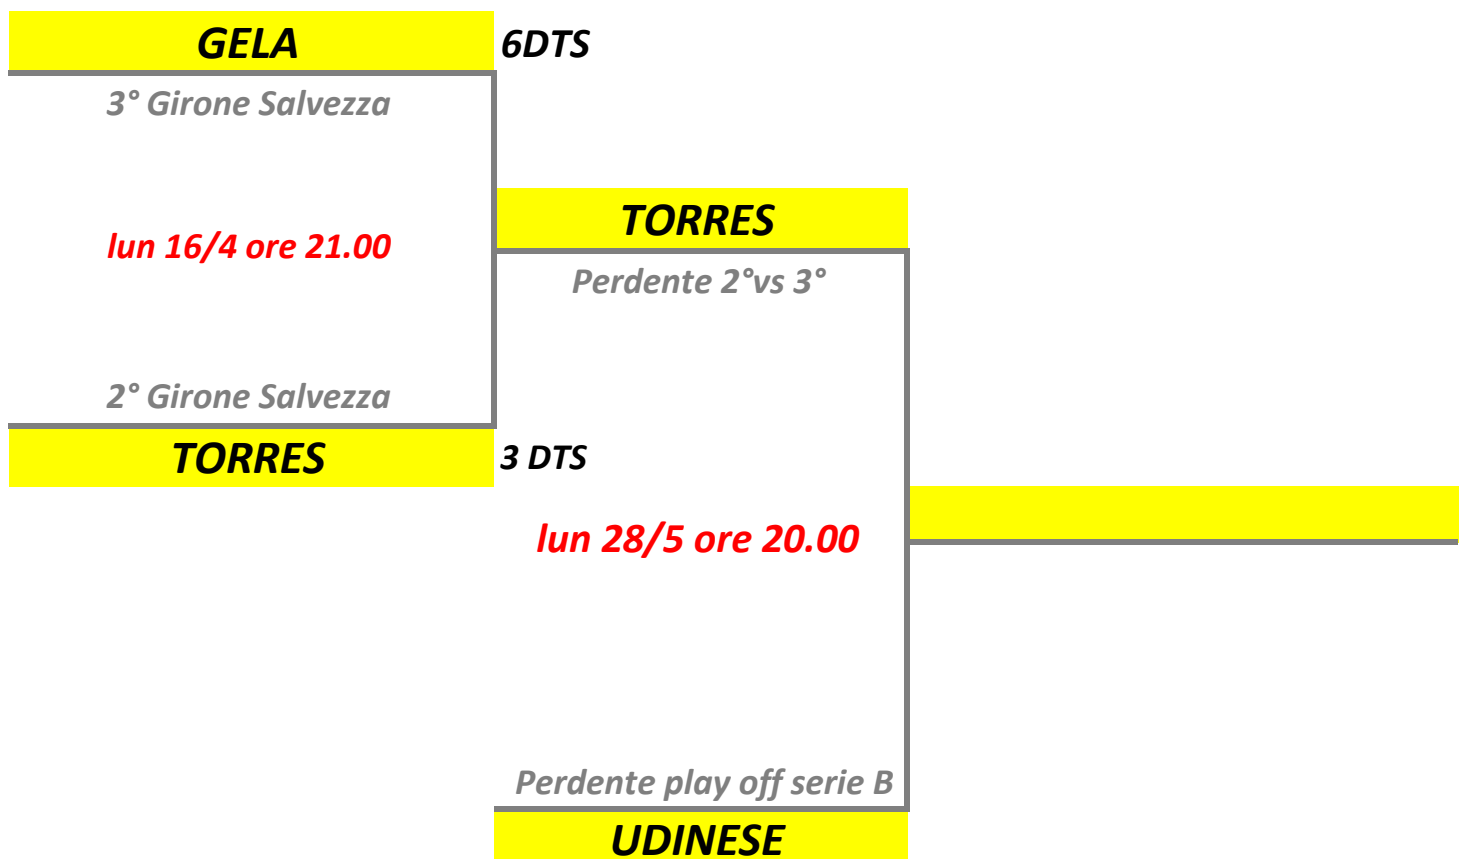 GELA 6DTS
3° Girone Salvezza
TORRES
lun 16/4 ore 21.00
Perdente 2°vs 3°
2° Girone Salvezza
TORRES 3 DTS
lun 28/5 ore 20.00
Perdente play off serie B
UDINESE